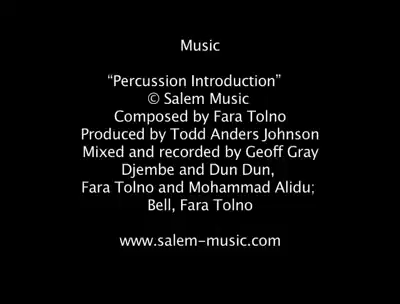 Music
“Percussion Introduction”
© Salem Music
Composed by Fara Tolno
Produced by Todd Anders Johnson
Mixed and recorded by Geoff Gray
Djembe and Dun Dun,
Fara Tolno and Mohammad Alidu;
Bell, Fara Tolno
www.salem-music.com